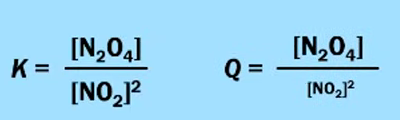 K = [N₂O₄] / [NO₂]²
Q = [N₂O₄] / [NO₂]²